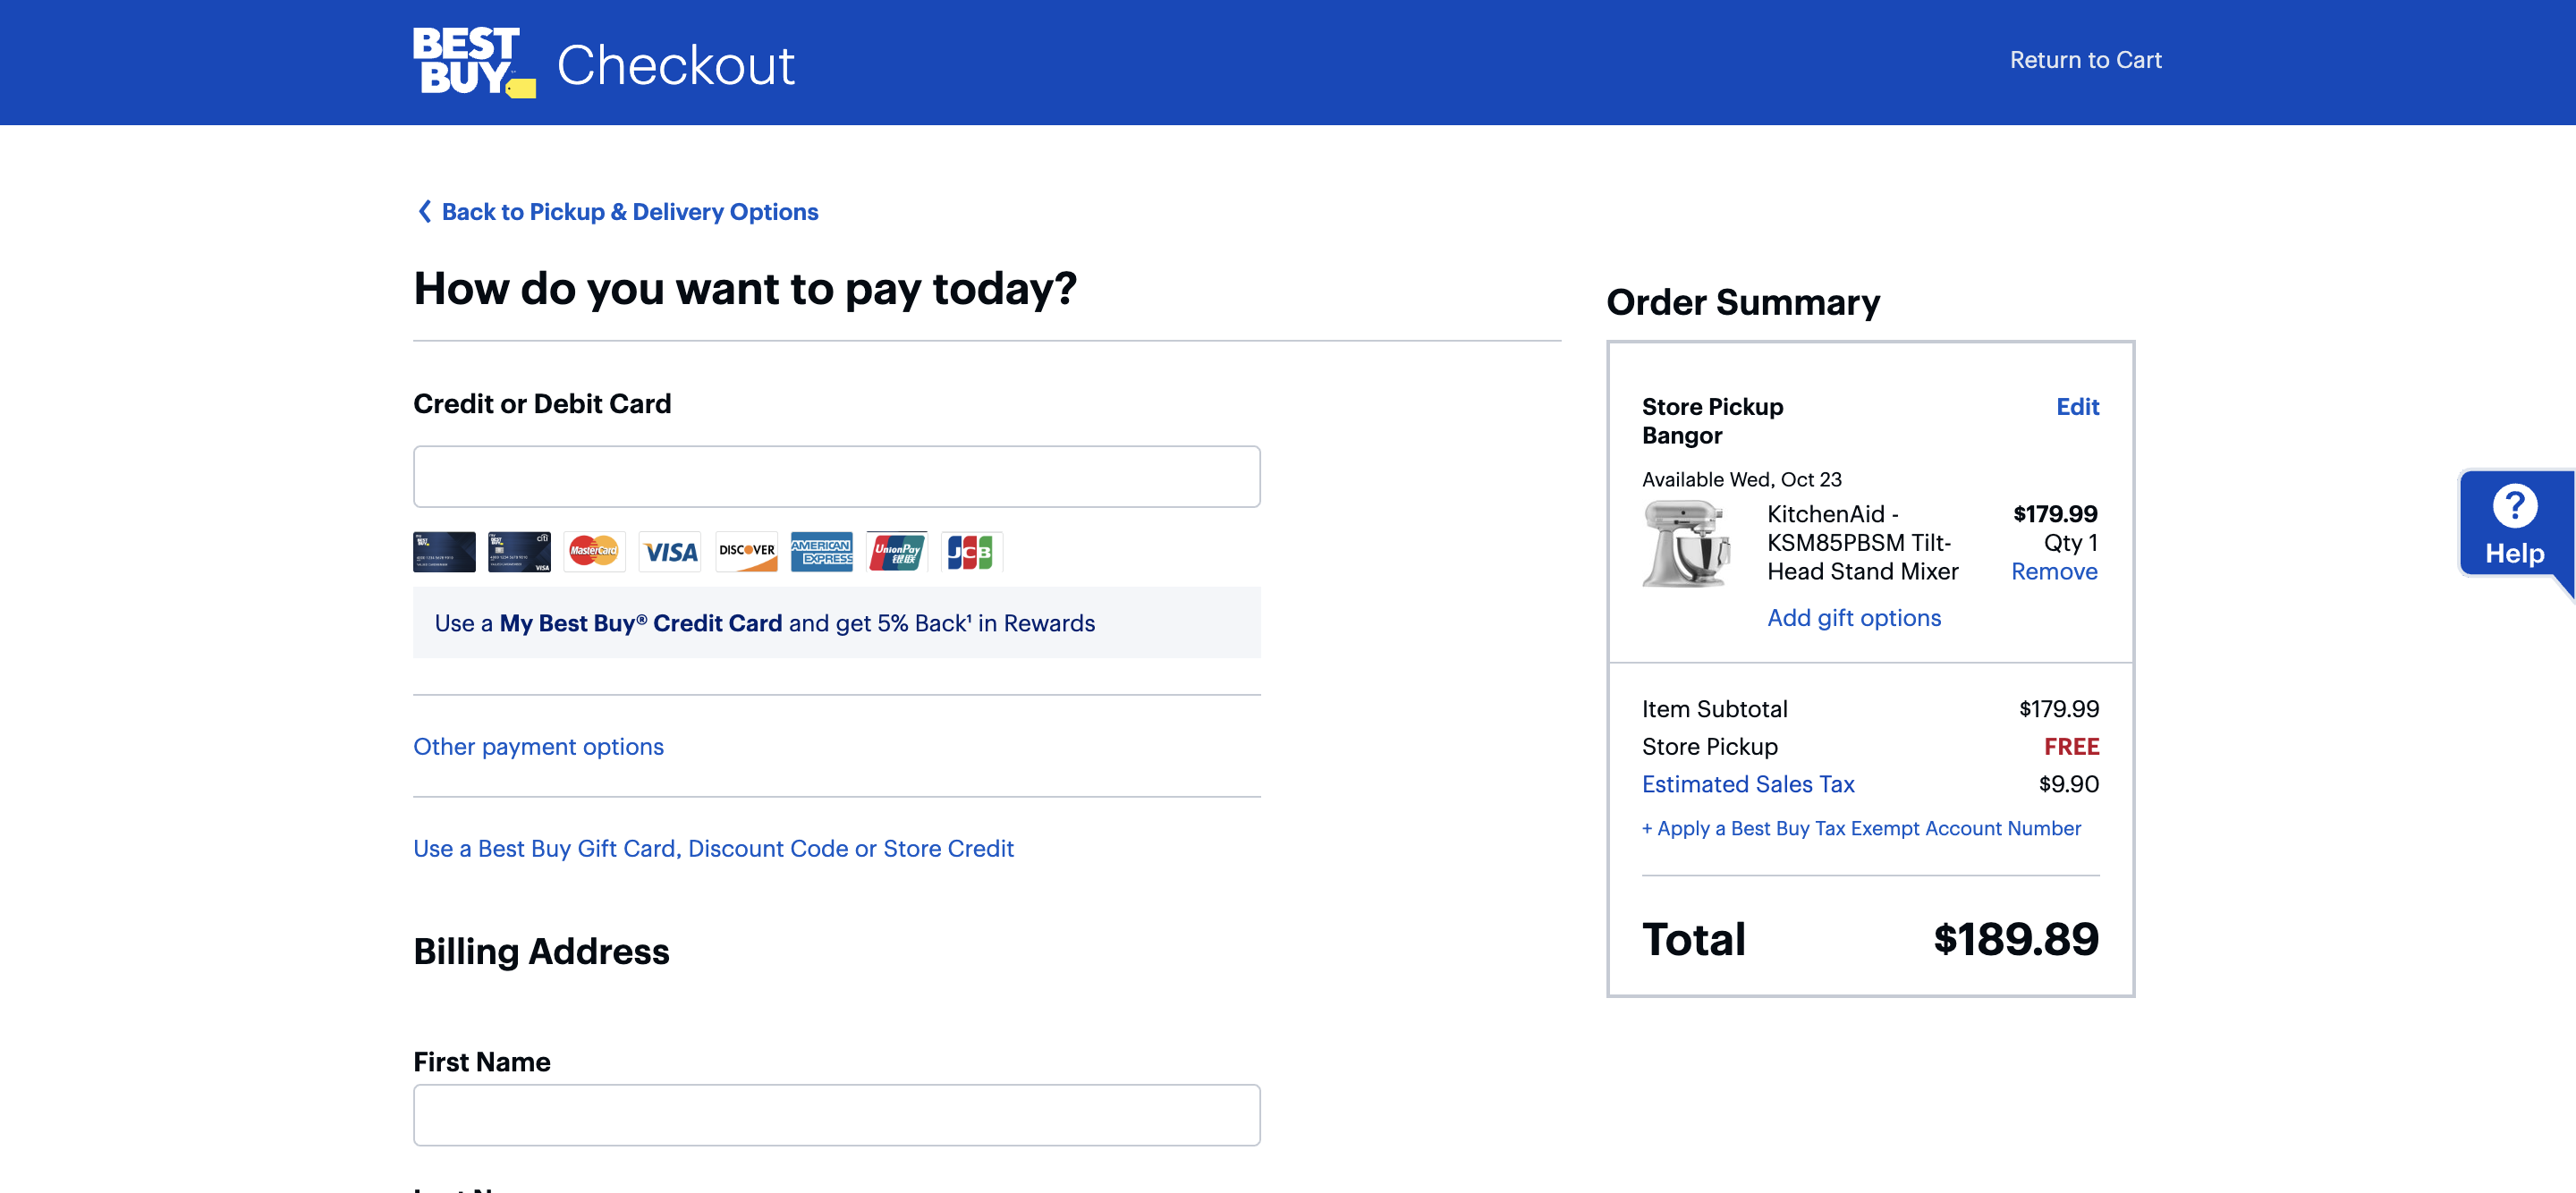 BEST BUY Checkout
Return to Cart
Back to Pickup & Delivery Options
How do you want to pay today?
Credit or Debit Card
MasterCard
VISA
DISCOVER
AMERICAN EXPRESS
UnionPay
银联
JCB
Use a My Best Buy® Credit Card and get 5% Back¹ in Rewards
Other payment options
Use a Best Buy Gift Card, Discount Code or Store Credit
Billing Address
First Name
Order Summary
Store Pickup
Edit
Bangor
Available Wed, Oct 23
KitchenAid - $179.99
KSM85PBSM Tilt- Qty 1
Head Stand Mixer Remove
Add gift options
Item Subtotal $179.99
Store Pickup FREE
Estimated Sales Tax $9.90
+ Apply a Best Buy Tax Exempt Account Number
Total $189.89
?
Help